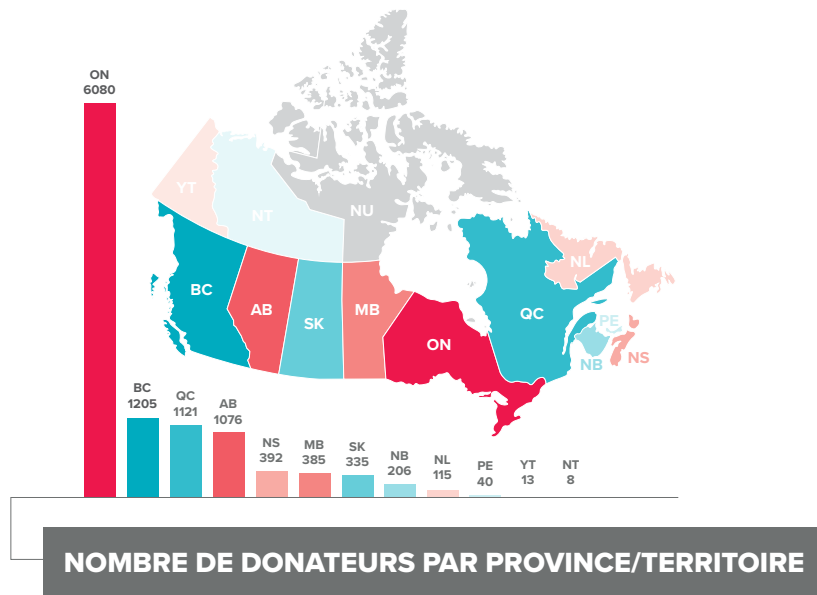 ON
6080
YT
NT
NU
BC
AB
SK
MB
ON
QC
NL
PE
NB
NS
BC
1205
QC
1121
AB
1076
NS
392
MB
385
SK
335
NB
206
NL
115
PE
40
YT
13
NT
8
NOMBRE DE DONATEURS PAR PROVINCE/TERRITOIRE